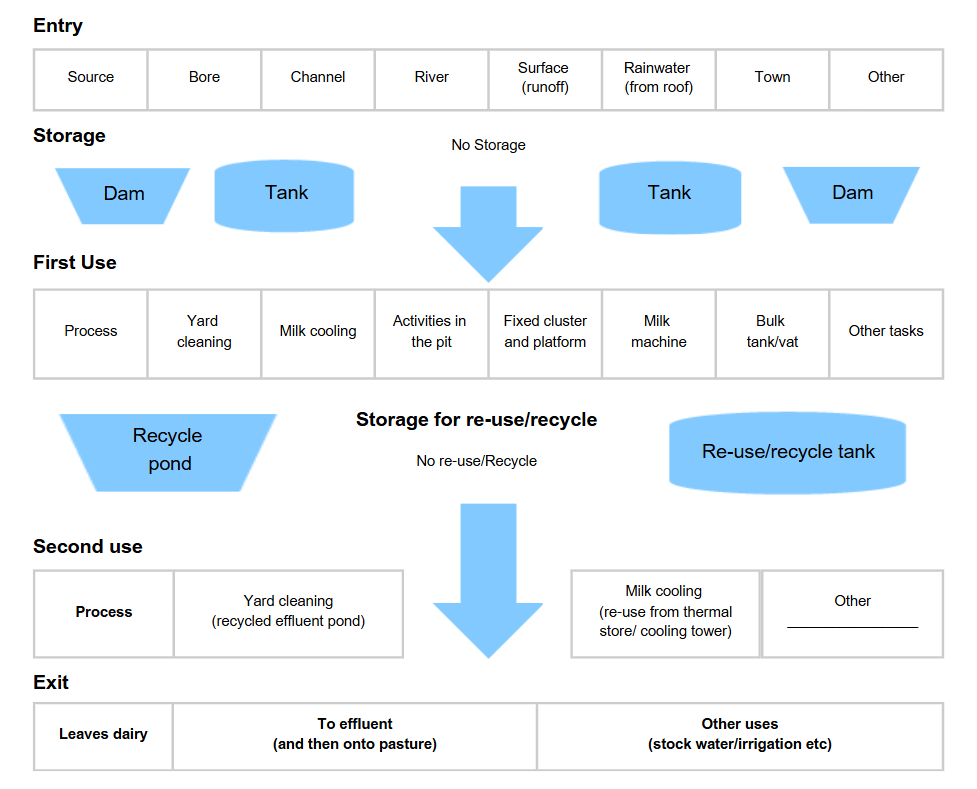 Entry
Source
Bore
Channel
River
Surface
(runoff)
Rainwater
(from roof)
Town
Other
Storage
No Storage
Dam
Tank
Tank
Dam
First Use
Process
Yard
cleaning
Milk cooling
Activities in
the pit
Fixed cluster
and platform
Milk
machine
Bulk
tank/vat
Other tasks
Storage for re-use/recycle
Recycle
pond
No re-use/Recycle
Re-use/recycle tank
Second use
Process
Yard cleaning
(recycled effluent pond)
Milk cooling
(re-use from thermal
store/ cooling tower)
Other
Exit
Leaves dairy
To effluent
(and then onto pasture)
Other uses
(stock water/irrigation etc)